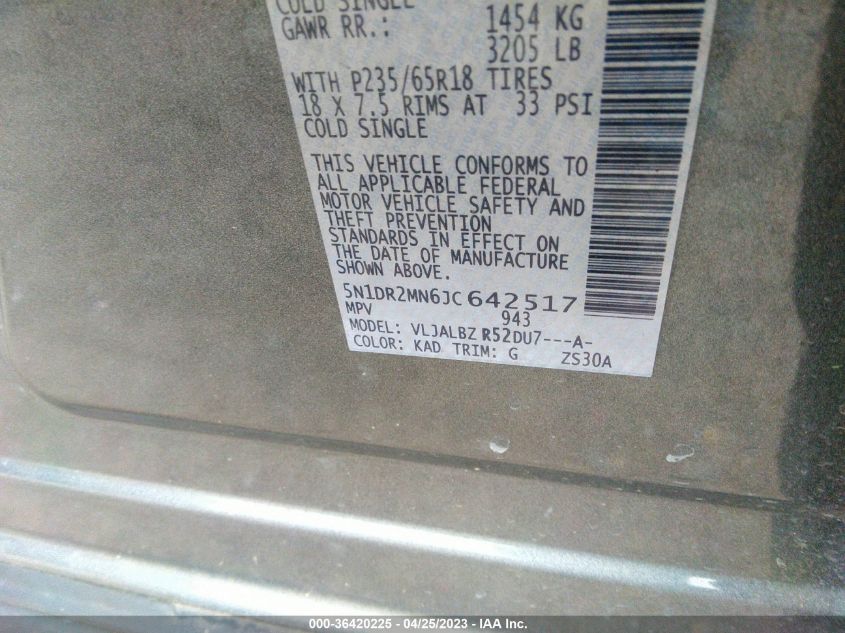 COLD SINGLE
GAWR RR.: 1454 KG
3205 LB
WITH P235/65R18 TIRES
18 X 7.5 RIMS AT 33 PSI
COLD SINGLE
THIS VEHICLE CONFORMS TO
ALL APPLICABLE FEDERAL
MOTOR VEHICLE SAFETY AND
THEFT PREVENTION
STANDARDS IN EFFECT ON
THE DATE OF MANUFACTURE
SHOWN ABOVE.
5N1DR2MN6JC642517
MPV 943
MODEL: VLJALBZ R52DU7---A-
COLOR: KAD TRIM: G ZS30A
000-36420225 - 04/25/2023 - IAA Inc.